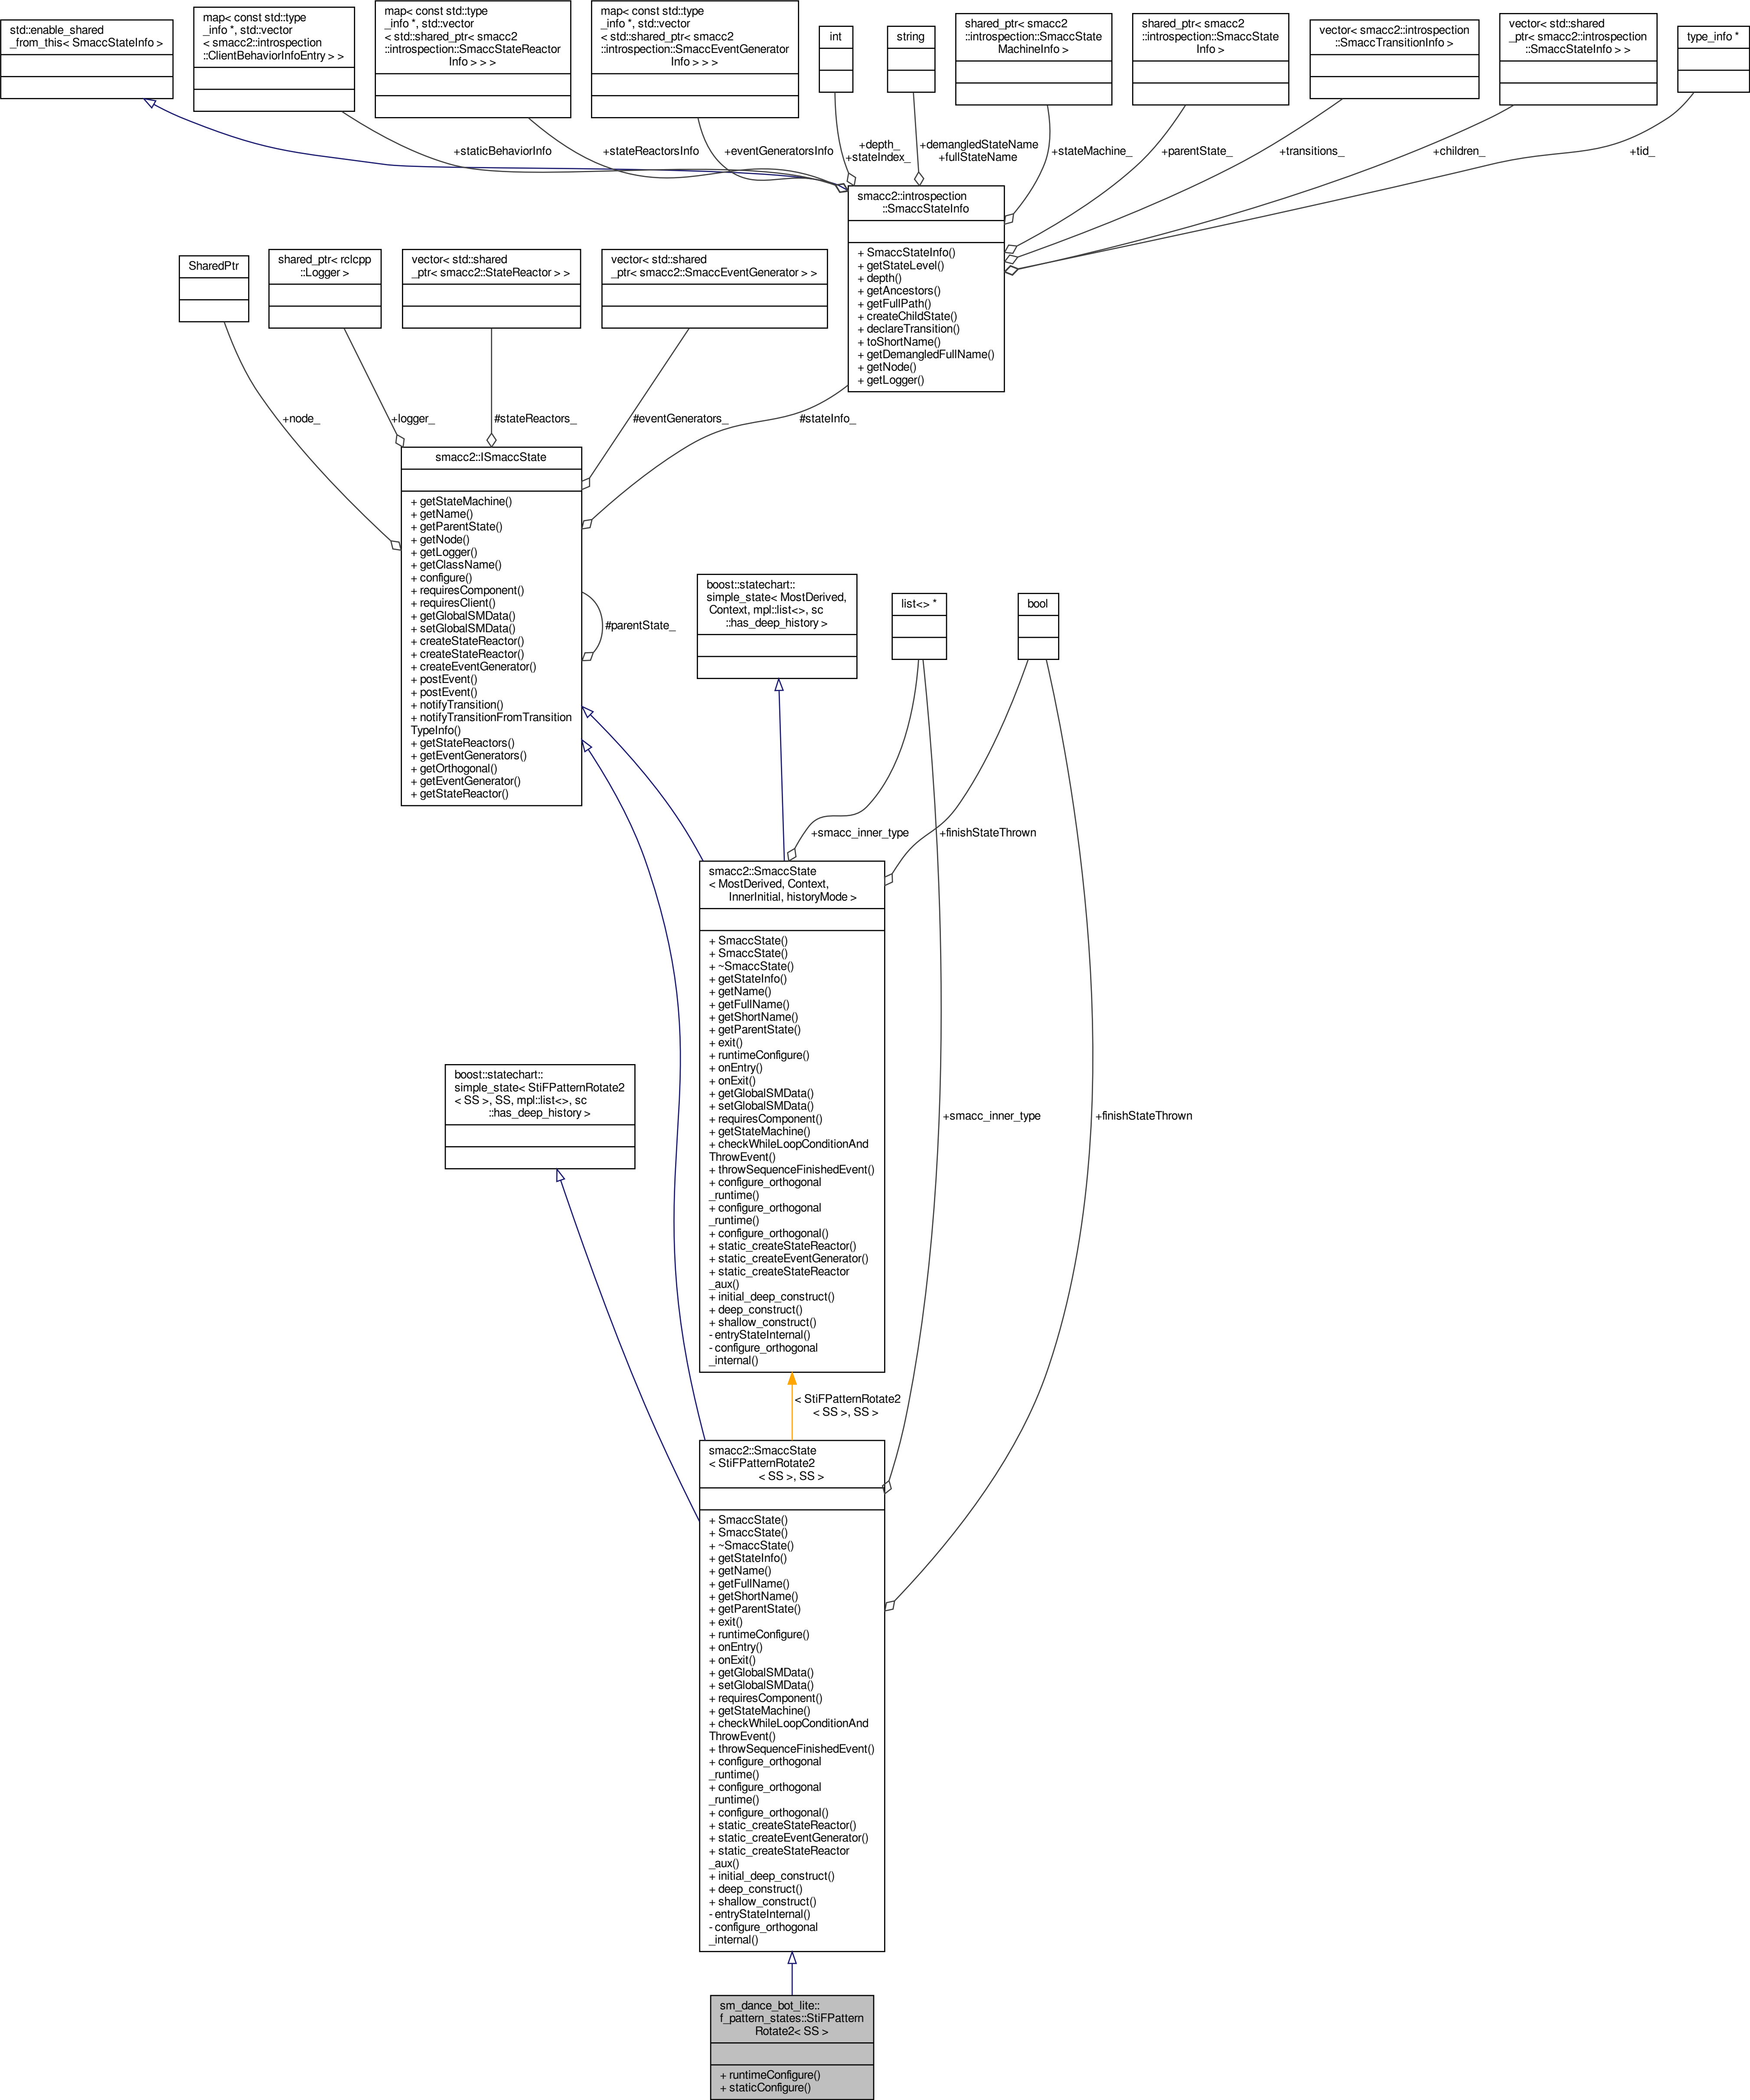 std::enable_shared
_from_this< SmaccStateInfo >
map< const std::type
_info *, std::vector
< smacc2::introspection
::ClientBehaviorInfoEntry > >
map< const std::type
_info *, std::vector
< std::shared_ptr< smacc2
::introspection::SmaccStateReactor
Info > > >
map< const std::type
_info *, std::vector
< std::shared_ptr< smacc2
::introspection::SmaccEventGenerator
Info > > >
int
string
shared_ptr< smacc2
::introspection::SmaccState
MachineInfo >
shared_ptr< smacc2
::introspection::SmaccState
Info >
vector< smacc2::introspection
::SmaccTransitionInfo >
vector< std::shared
_ptr< smacc2::introspection
::SmaccStateInfo > >
type_info *
+staticBehaviorInfo
+stateReactorsInfo
+eventGeneratorsInfo
+depth_
+stateIndex_
+demangledStateName
+fullStateName
+stateMachine_
+parentState_
+transitions_
+children_
+tid_
smacc2::introspection
::SmaccStateInfo
+ SmaccStateInfo()
+ getStateLevel()
+ depth()
+ getAncestors()
+ getFullPath()
+ createChildState()
+ declareTransition()
+ toShortName()
+ getDemangledFullName()
+ getNode()
+ getLogger()
SharedPtr
shared_ptr< rclcpp
::Logger >
vector< std::shared
_ptr< smacc2::StateReactor > >
vector< std::shared
_ptr< smacc2::SmaccEventGenerator > >
+node_
+logger_
#stateReactors_
#eventGenerators_
#stateInfo_
smacc2::ISmaccState
+ getStateMachine()
+ getName()
+ getParentState()
+ getNode()
+ getLogger()
+ getClassName()
+ configure()
+ requiresComponent()
+ requiresClient()
+ getGlobalSMData()
+ setGlobalSMData()
+ createStateReactor()
+ createStateReactor()
+ createEventGenerator()
+ postEvent()
+ postEvent()
+ notifyTransition()
+ notifyTransitionFromTransition
TypeInfo()
+ getStateReactors()
+ getEventGenerators()
+ getOrthogonal()
+ getEventGenerator()
+ getStateReactor()
#parentState_
boost::statechart::
simple_state< MostDerived,
Context, mpl::list<>, sc
::has_deep_history >
list<> *
bool
+smacc_inner_type
+finishStateThrown
smacc2::SmaccState
< MostDerived, Context,
InnerInitial, historyMode >
+ SmaccState()
+ SmaccState()
+ ~SmaccState()
+ getStateInfo()
+ getName()
+ getFullName()
+ getShortName()
+ getParentState()
+ exit()
+ runtimeConfigure()
+ onEntry()
+ onExit()
+ getGlobalSMData()
+ setGlobalSMData()
+ requiresComponent()
+ getStateMachine()
+ checkWhileLoopConditionAnd
ThrowEvent()
+ throwSequenceFinishedEvent()
+ configure_orthogonal
_runtime()
+ configure_orthogonal
_runtime()
+ configure_orthogonal()
+ static_createStateReactor()
+ static_createEventGenerator()
+ static_createStateReactor
_aux()
+ initial_deep_construct()
+ deep_construct()
+ shallow_construct()
- entryStateInternal()
- configure_orthogonal
_internal()
boost::statechart::
simple_state< StiFPatternRotate2
< SS >, SS, mpl::list<>, sc
::has_deep_history >
+smacc_inner_type
+finishStateThrown
< StiFPatternRotate2
< SS >, SS >
smacc2::SmaccState
< StiFPatternRotate2
< SS >, SS >
+ SmaccState()
+ SmaccState()
+ ~SmaccState()
+ getStateInfo()
+ getName()
+ getFullName()
+ getShortName()
+ getParentState()
+ exit()
+ runtimeConfigure()
+ onEntry()
+ onExit()
+ getGlobalSMData()
+ setGlobalSMData()
+ requiresComponent()
+ getStateMachine()
+ checkWhileLoopConditionAnd
ThrowEvent()
+ throwSequenceFinishedEvent()
+ configure_orthogonal
_runtime()
+ configure_orthogonal
_runtime()
+ configure_orthogonal()
+ static_createStateReactor()
+ static_createEventGenerator()
+ static_createStateReactor
_aux()
+ initial_deep_construct()
+ deep_construct()
+ shallow_construct()
- entryStateInternal()
- configure_orthogonal
_internal()
sm_dance_bot_lite::
f_pattern_states::StiFPattern
Rotate2< SS >
+ runtimeConfigure()
+ staticConfigure()